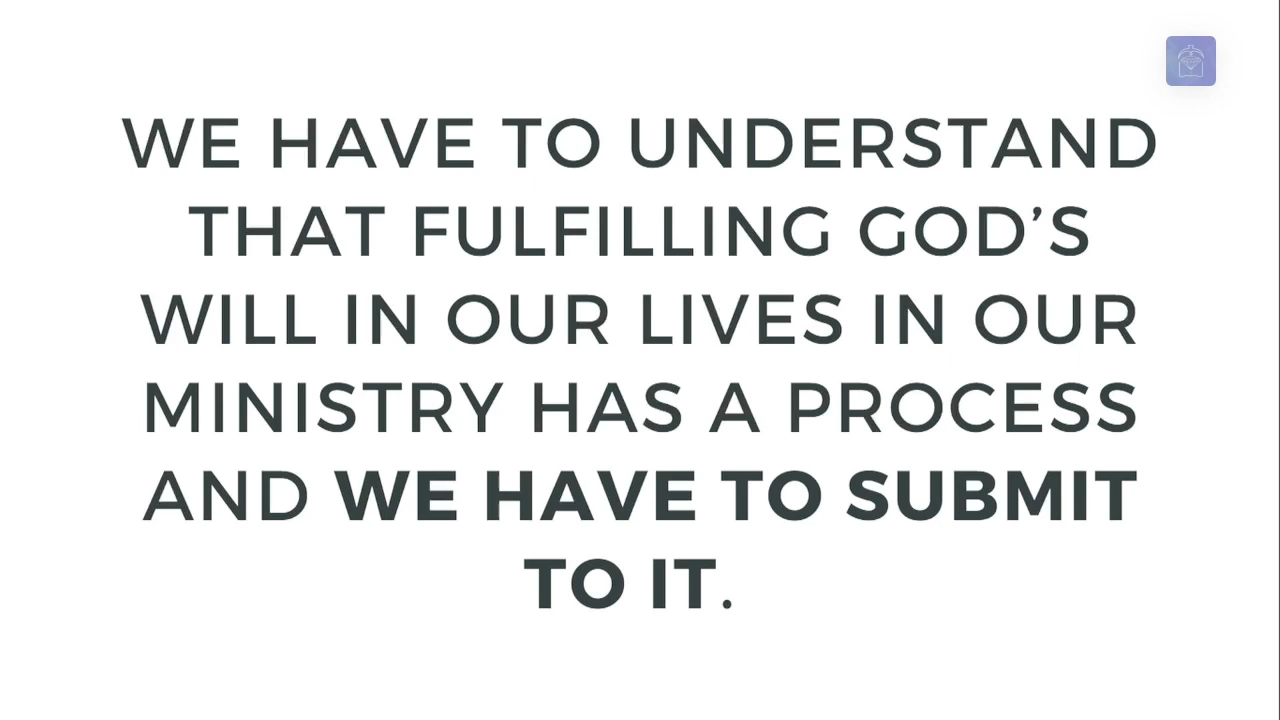 WE HAVE TO UNDERSTAND
THAT FULFILLING GOD’S
WILL IN OUR LIVES IN OUR
MINISTRY HAS A PROCESS
AND WE HAVE TO SUBMIT
TO IT.